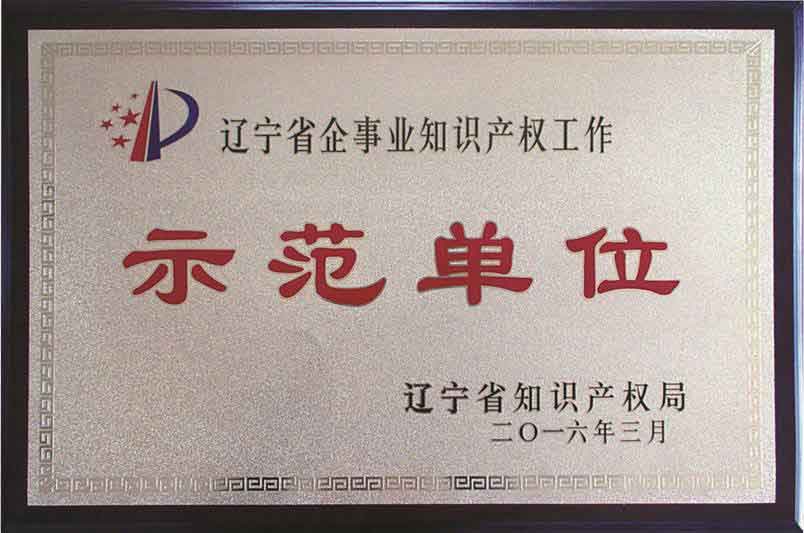 辽宁省企事业知识产权工作
示范单位
辽宁省知识产权局
二〇一六年三月